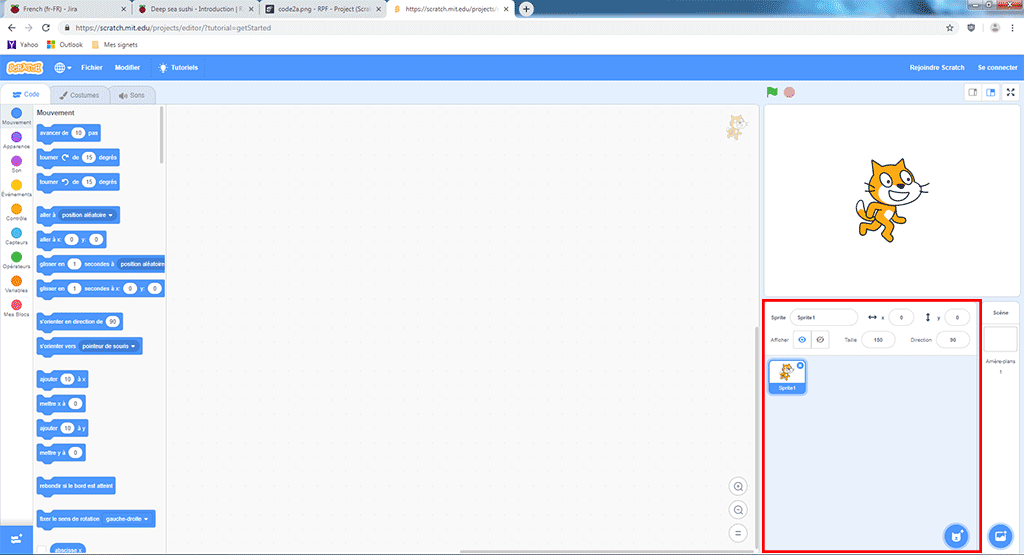 French (fr-FR) - Jira
Deep sea sushi - Introduction | R
code2a.png - RPF - Project (Scra
https://scratch.mit.edu/projects/
https://scratch.mit.edu/projects/editor/?tutorial=getStarted
Yahoo
Outlook
Mes signets
SCRATCH
Fichier
Modifier
Tutoriels
Rejoindre Scratch
Se connecter
Code
Costumes
Sons
Mouvement
Apparence
Son
Événements
Contrôle
Capteurs
Opérateurs
Variables
Mes Blocs
Mouvement
avancer de 10 pas
tourner de 15 degrés
tourner de 15 degrés
aller à position aléatoire
aller à x: 0 y: 0
glisser en 1 secondes à position aléatoire
glisser en 1 secondes à x: 0 y: 0
s'orienter en direction de 90
s'orienter vers pointeur de souris
ajouter 10 à x
mettre x à 0
ajouter 10 à y
mettre y à 0
rebondir si le bord est atteint
fixer le sens de rotation gauche-droite
abscisse x
Sprite Sprite1 x 0 y 0
Afficher Taille 150 Direction 90
Sprite1
Scène
Arrière-plans
1